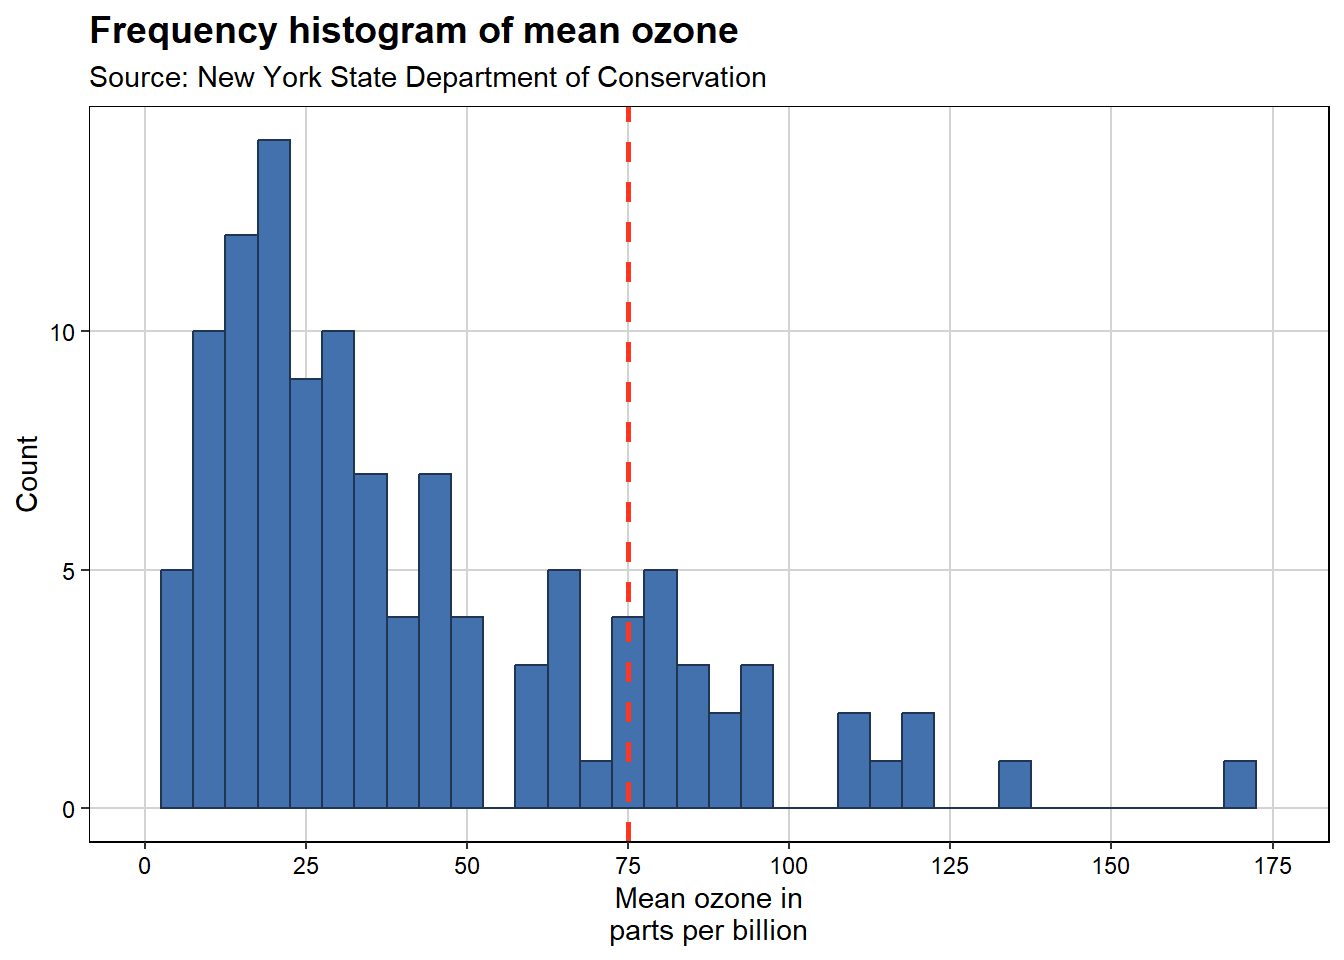 Frequency histogram of mean ozone
Source: New York State Department of Conservation
Count
10
5
0
0 25 50 75 100 125 150 175
Mean ozone in
parts per billion